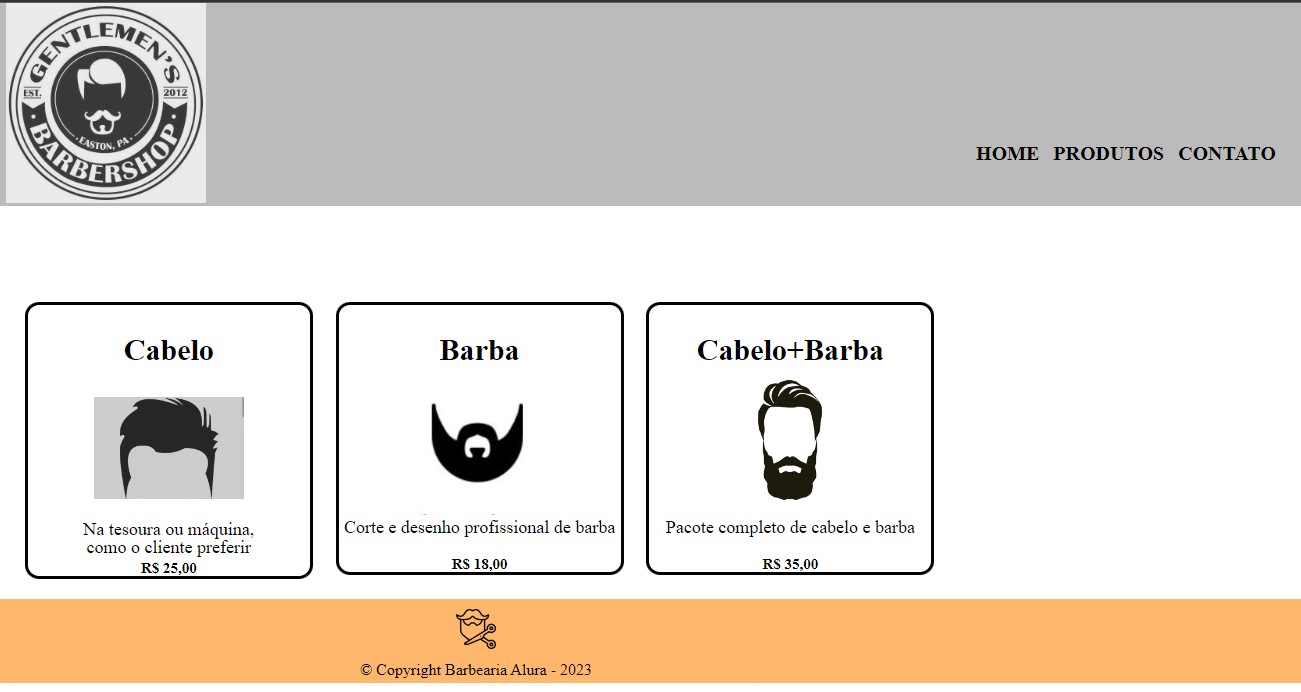 GENTLEMEN'S
EST. 2012
EASTON, PA
BARBERSHOP
HOME PRODUTOS CONTATO
Cabelo
Na tesoura ou máquina,
como o cliente preferir
R$ 25,00
Barba
Corte e desenho profissional de barba
R$ 18,00
Cabelo+Barba
Pacote completo de cabelo e barba
R$ 35,00
© Copyright Barbearia Alura - 2023